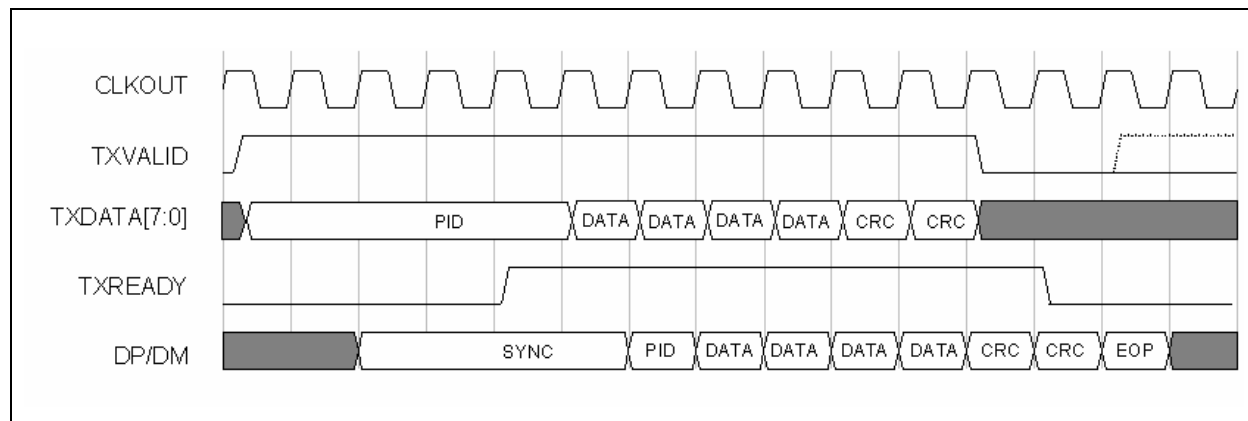 CLKOUT
TXVALID
TXDATA[7:0] PID DATA DATA DATA DATA CRC CRC
TXREADY
DP/DM SYNC PID DATA DATA DATA DATA CRC CRC EOP